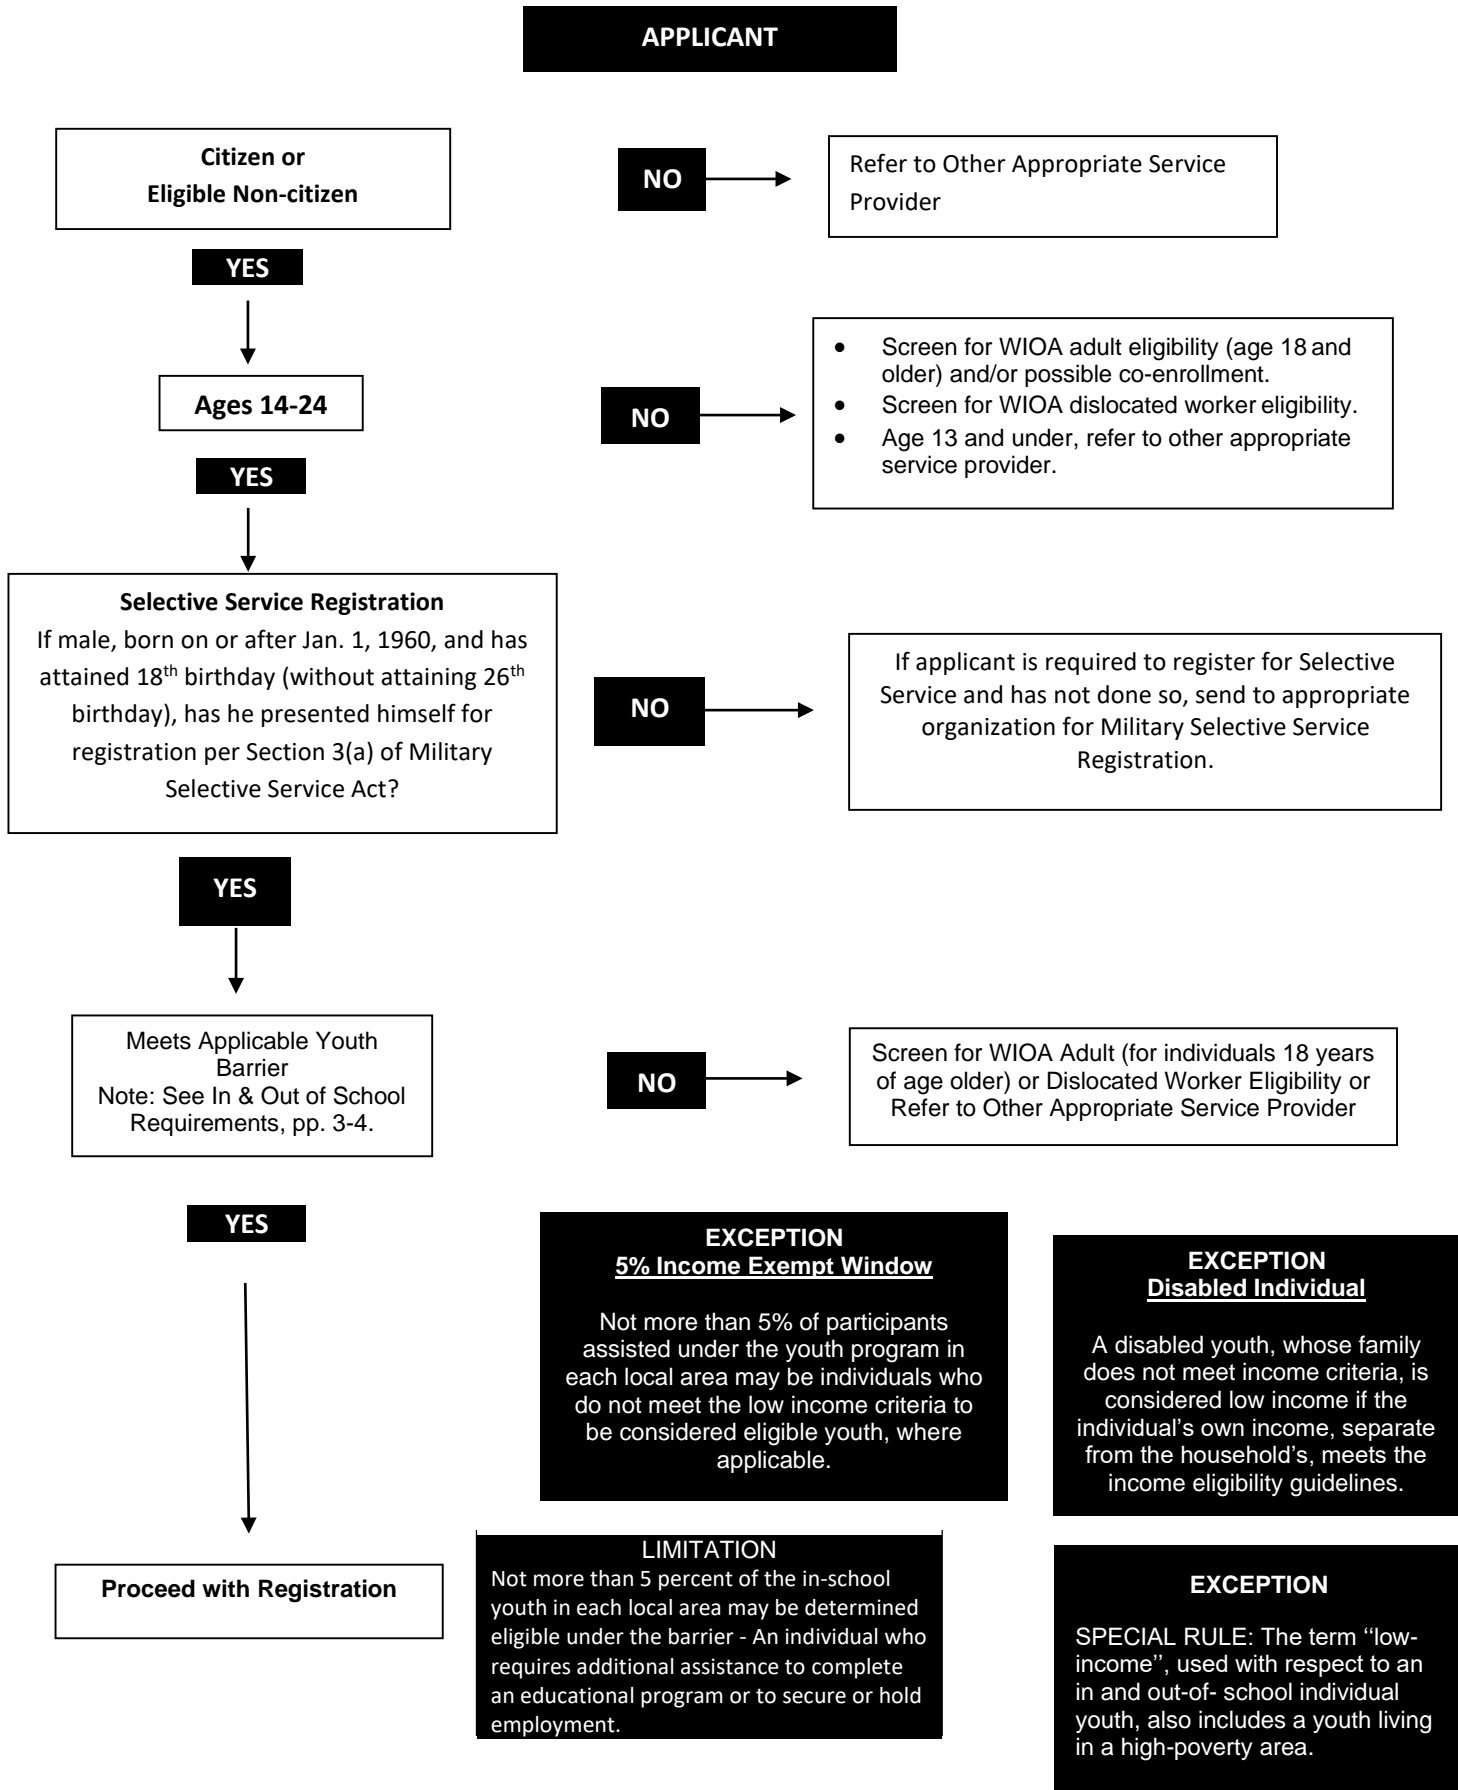 APPLICANT
Citizen or
Eligible Non-citizen
NO
Refer to Other Appropriate Service
Provider
YES
Ages 14-24
NO
• Screen for WIOA adult eligibility (age 18 and
older) and/or possible co-enrollment.
• Screen for WIOA dislocated worker eligibility.
• Age 13 and under, refer to other appropriate
service provider.
YES
Selective Service Registration
If male, born on or after Jan. 1, 1960, and has
attained 18th birthday (without attaining 26th
birthday), has he presented himself for
registration per Section 3(a) of Military
Selective Service Act?
NO
If applicant is required to register for Selective
Service and has not done so, send to appropriate
organization for Military Selective Service
Registration.
YES
Meets Applicable Youth
Barrier
Note: See In & Out of School
Requirements, pp. 3-4.
NO
Screen for WIOA Adult (for individuals 18 years
of age older) or Dislocated Worker Eligibility or
Refer to Other Appropriate Service Provider
YES
EXCEPTION
5% Income Exempt Window
Not more than 5% of participants
assisted under the youth program in
each local area may be individuals who
do not meet the low income criteria to
be considered eligible youth, where
applicable.
EXCEPTION
Disabled Individual
A disabled youth, whose family
does not meet income criteria, is
considered low income if the
individual’s own income, separate
from the household’s, meets the
income eligibility guidelines.
Proceed with Registration
LIMITATION
Not more than 5 percent of the in-school
youth in each local area may be determined
eligible under the barrier - An individual who
requires additional assistance to complete
an educational program or to secure or hold
employment.
EXCEPTION
SPECIAL RULE: The term ‘‘low-
income’’, used with respect to an
in and out-of- school individual
youth, also includes a youth living
in a high-poverty area.